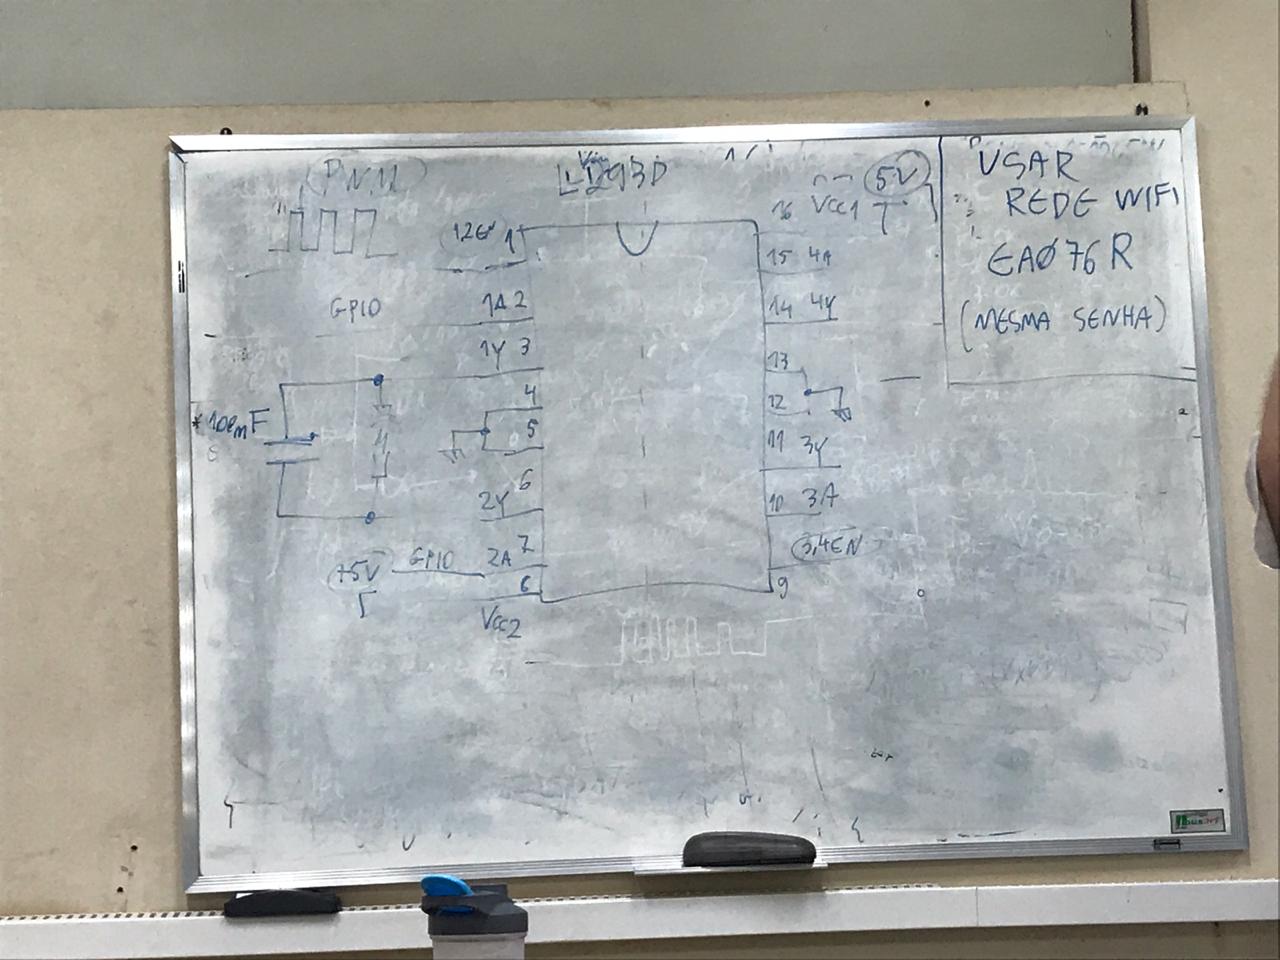 PWM
L293D
5V
12EN 1
16 VCC1
15 4A
GPIO
1A 2
14 4Y
1Y 3
13
4
12
*100mF
5
11 3Y
6
2Y
10 3A
7
+5V GPIO 2A
3,4EN
6
9
VCC2
USAR
REDE WIFI
EA076R
(MESMA SENHA)